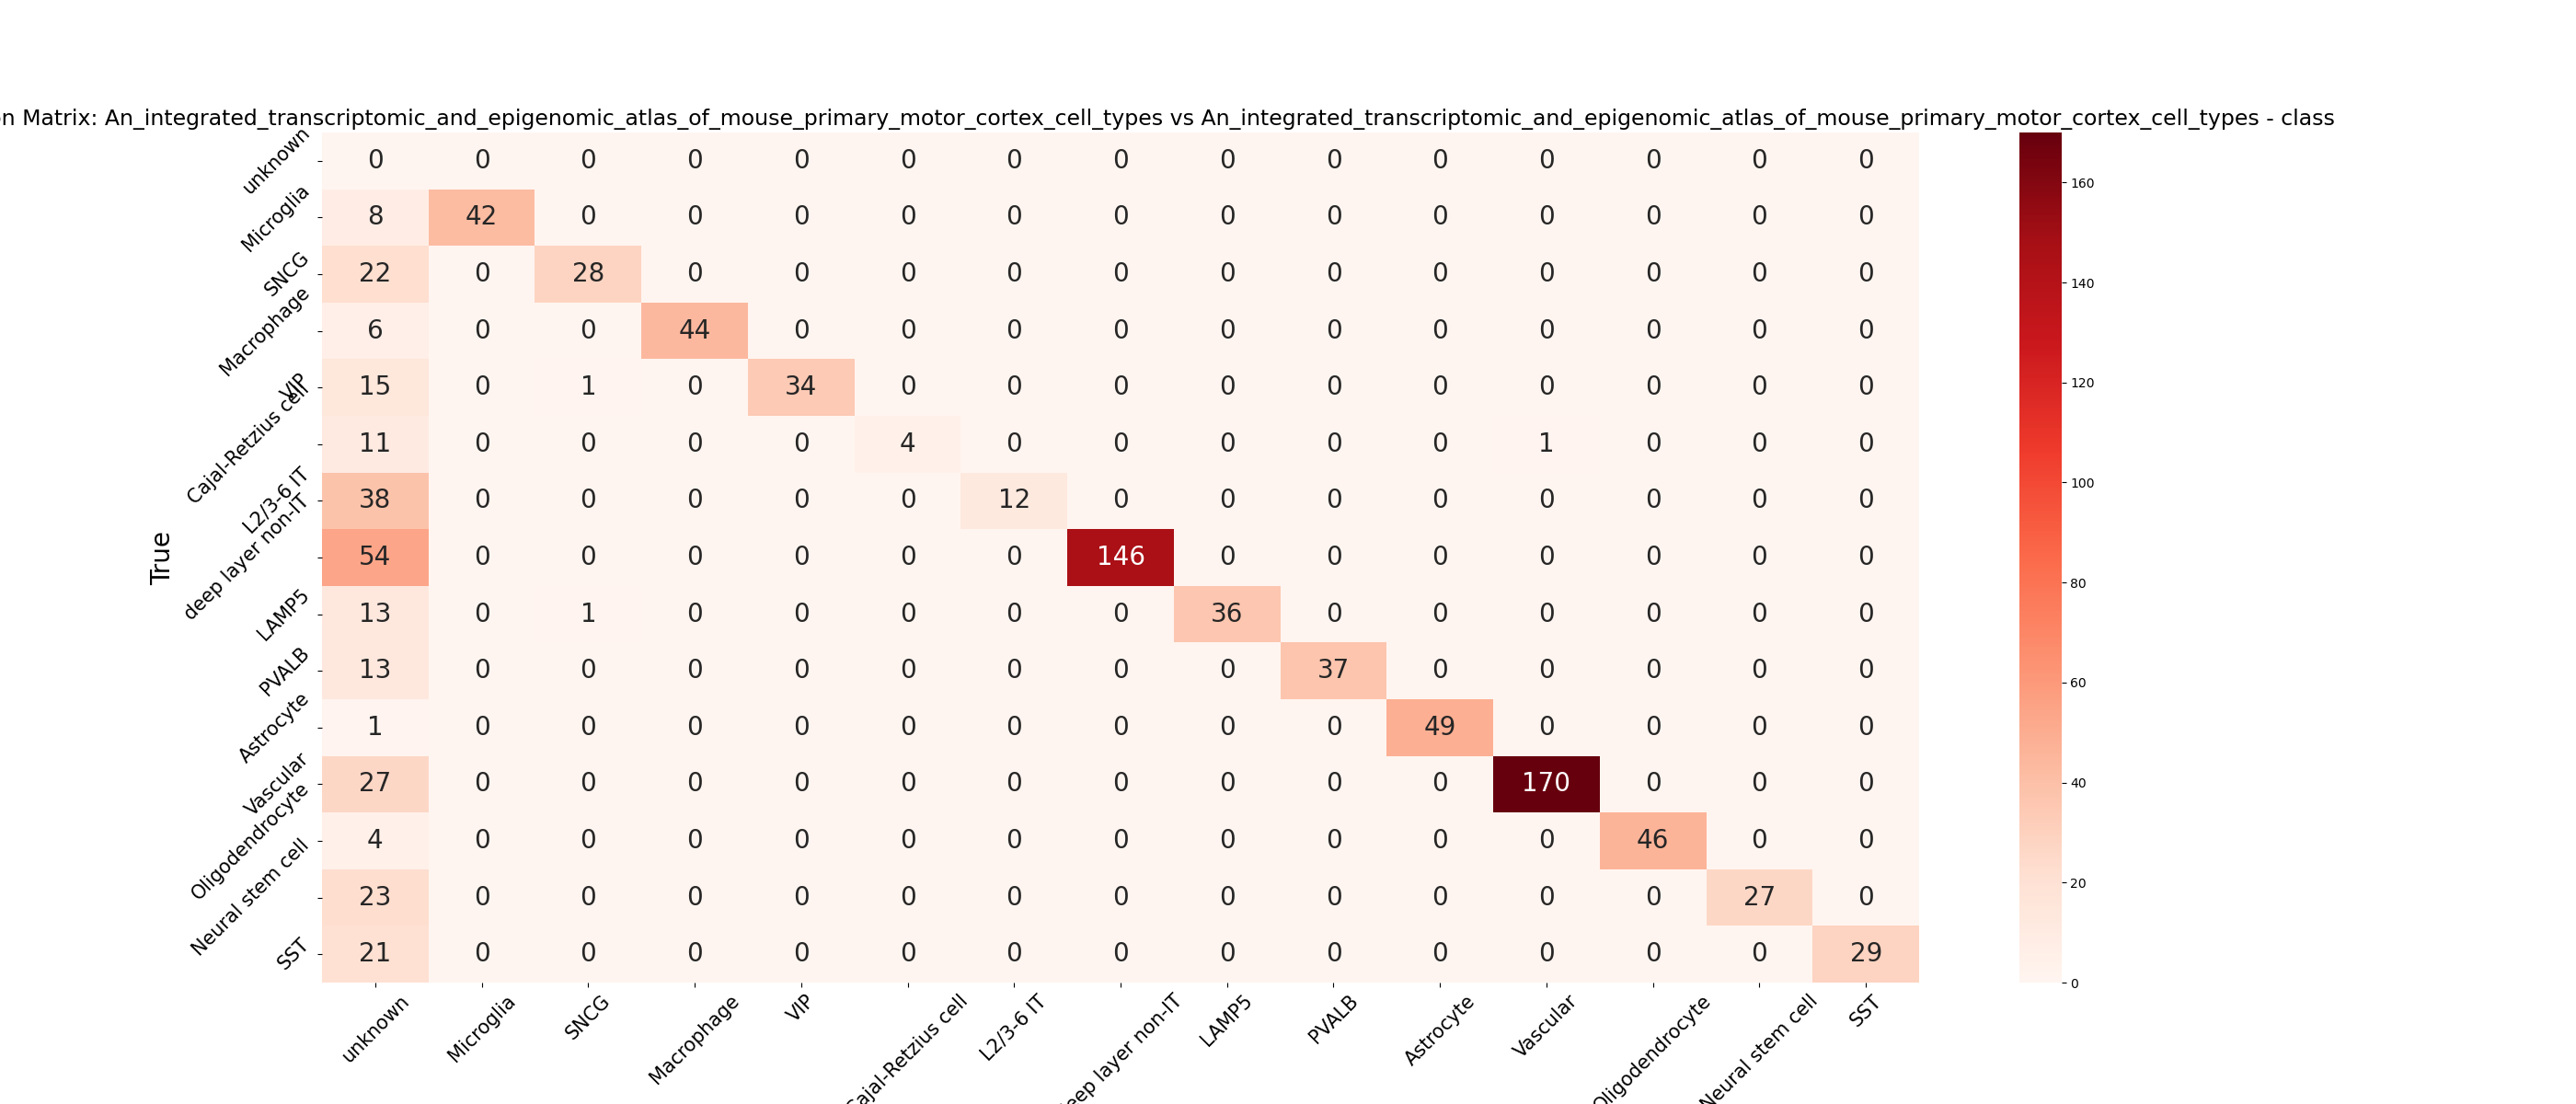 n Matrix: An_integrated_transcriptomic_and_epigenomic_atlas_of_mouse_primary_motor_cortex_cell_types vs An_integrated_transcriptomic_and_epigenomic_atlas_of_mouse_primary_motor_cortex_cell_types - class
unknown 0 0 0 0 0 0 0 0 0 0 0 0 0 0 0
Microglia 8 42 0 0 0 0 0 0 0 0 0 0 0 0 0
SNCG 22 0 28 0 0 0 0 0 0 0 0 0 0 0 0
Macrophage 6 0 0 44 0 0 0 0 0 0 0 0 0 0 0
VIP 15 0 1 0 34 0 0 0 0 0 0 0 0 0 0
Cajal-Retzius cell 11 0 0 0 0 4 0 0 0 0 0 1 0 0 0
L2/3-6 IT 38 0 0 0 0 0 12 0 0 0 0 0 0 0 0
deep layer non-IT 54 0 0 0 0 0 0 146 0 0 0 0 0 0 0
LAMP5 13 0 1 0 0 0 0 0 36 0 0 0 0 0 0
PVALB 13 0 0 0 0 0 0 0 0 37 0 0 0 0 0
Astrocyte 1 0 0 0 0 0 0 0 0 0 49 0 0 0 0
Vascular 27 0 0 0 0 0 0 0 0 0 0 170 0 0 0
Oligodendrocyte 4 0 0 0 0 0 0 0 0 0 0 0 46 0 0
Neural stem cell 23 0 0 0 0 0 0 0 0 0 0 0 0 27 0
SST 21 0 0 0 0 0 0 0 0 0 0 0 0 0 29
True
unknown Microglia SNCG Macrophage VIP Cajal-Retzius cell L2/3-6 IT eep layer non-IT LAMP5 PVALB Astrocyte Vascular Oligodendrocyte Neural stem cell SST
160
140
120
100
80
60
40
20
0